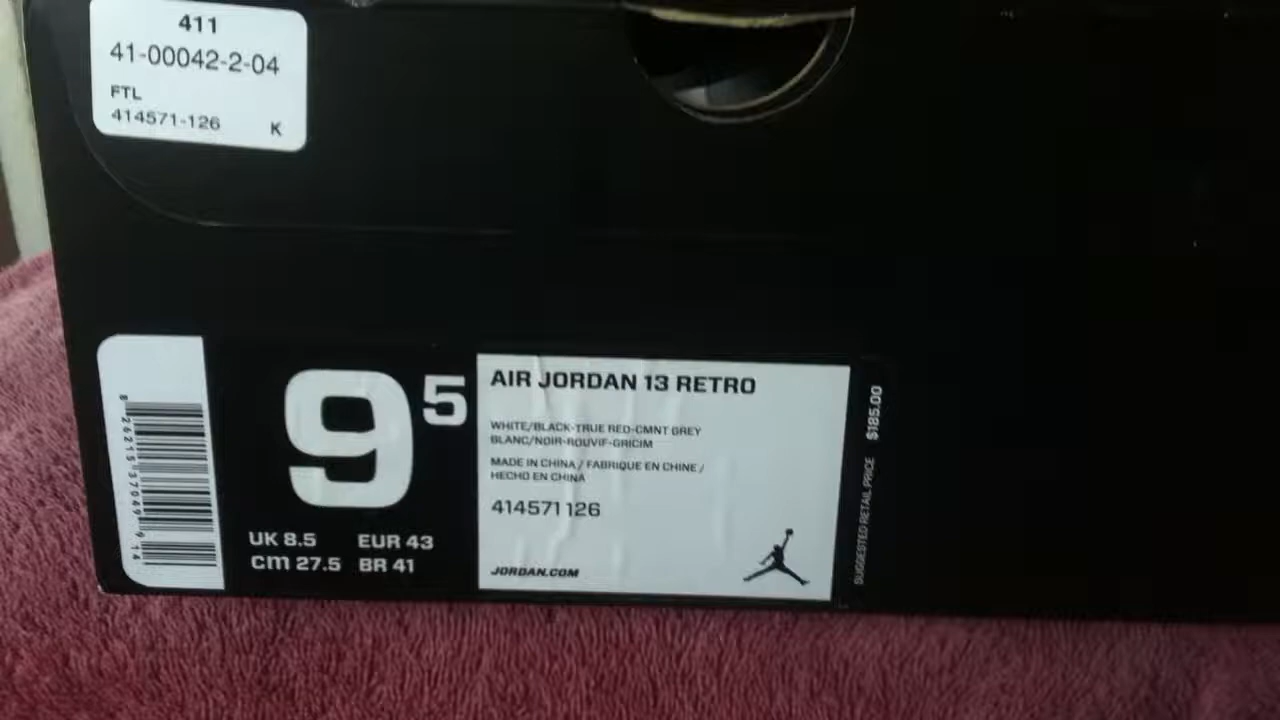 411
41-00042-2-04
FTL
414571-126 K
9 5
UK 8.5 EUR 43
cm 27.5 BR 41
AIR JORDAN 13 RETRO
WHITE/BLACK-TRUE RED-CMNT GREY
BLANC/NOIR-ROUVIF-GRICIM
MADE IN CHINA / FABRIQUE EN CHINE /
HECHO EN CHINA
414571 126
JORDAN.COM
SUGGESTED RETAIL PRICE $185.00